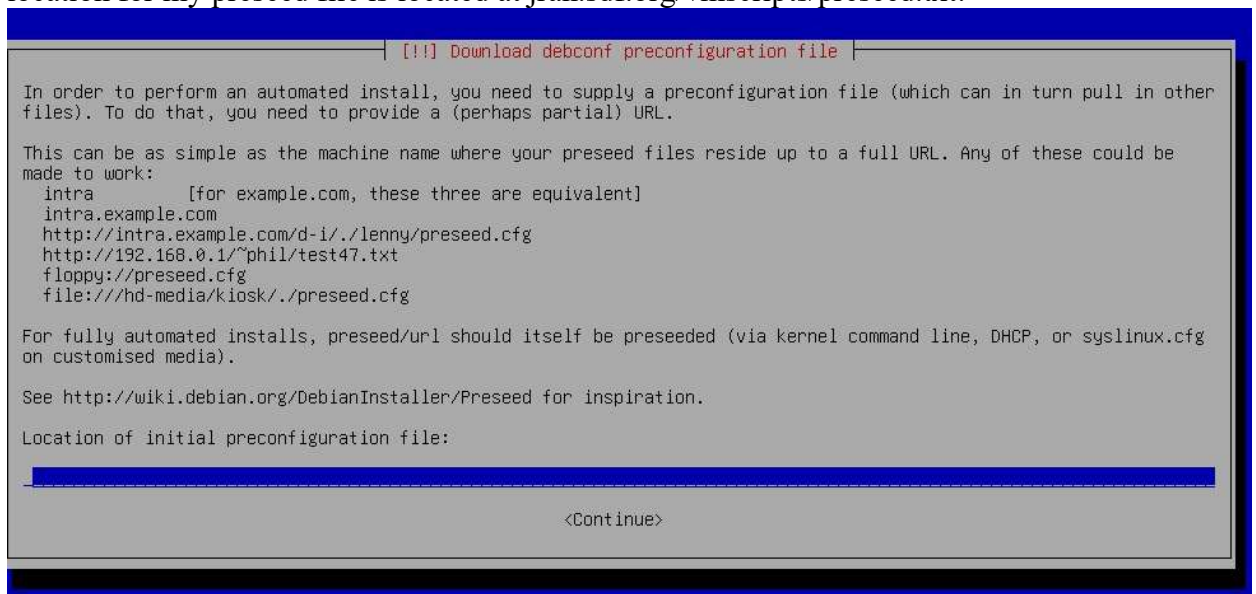 [!!] Download debconf preconfiguration file
In order to perform an automated install, you need to supply a preconfiguration file (which can in turn pull in other
files). To do that, you need to provide a (perhaps partial) URL.
This can be as simple as the machine name where your preseed files reside up to a full URL. Any of these could be
made to work:
intra [for example.com, these three are equivalent]
intra.example.com
http://intra.example.com/d-i/./lenny/preseed.cfg
http://192.168.0.1/~phil/test47.txt
floppy://preseed.cfg
file:///hd-media/kiosk/./preseed.cfg
For fully automated installs, preseed/url should itself be preseeded (via kernel command line, DHCP, or syslinux.cfg
on customised media).
See http://wiki.debian.org/DebianInstaller/Preseed for inspiration.
Location of initial preconfiguration file:
<Continue>